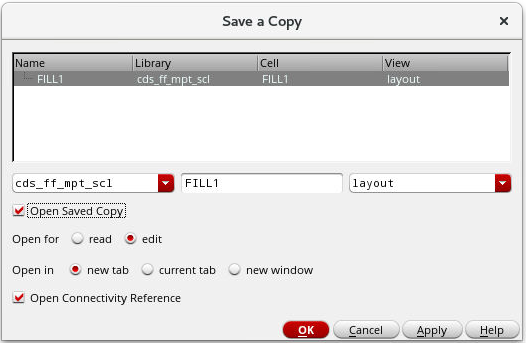 Save a Copy
Name Library Cell View
FILL1 cds_ff_mpt_scl FILL1 layout
cds_ff_mpt_scl FILL1 layout
Open Saved Copy
Open for read edit
Open in new tab current tab new window
Open Connectivity Reference
OK Cancel Apply Help